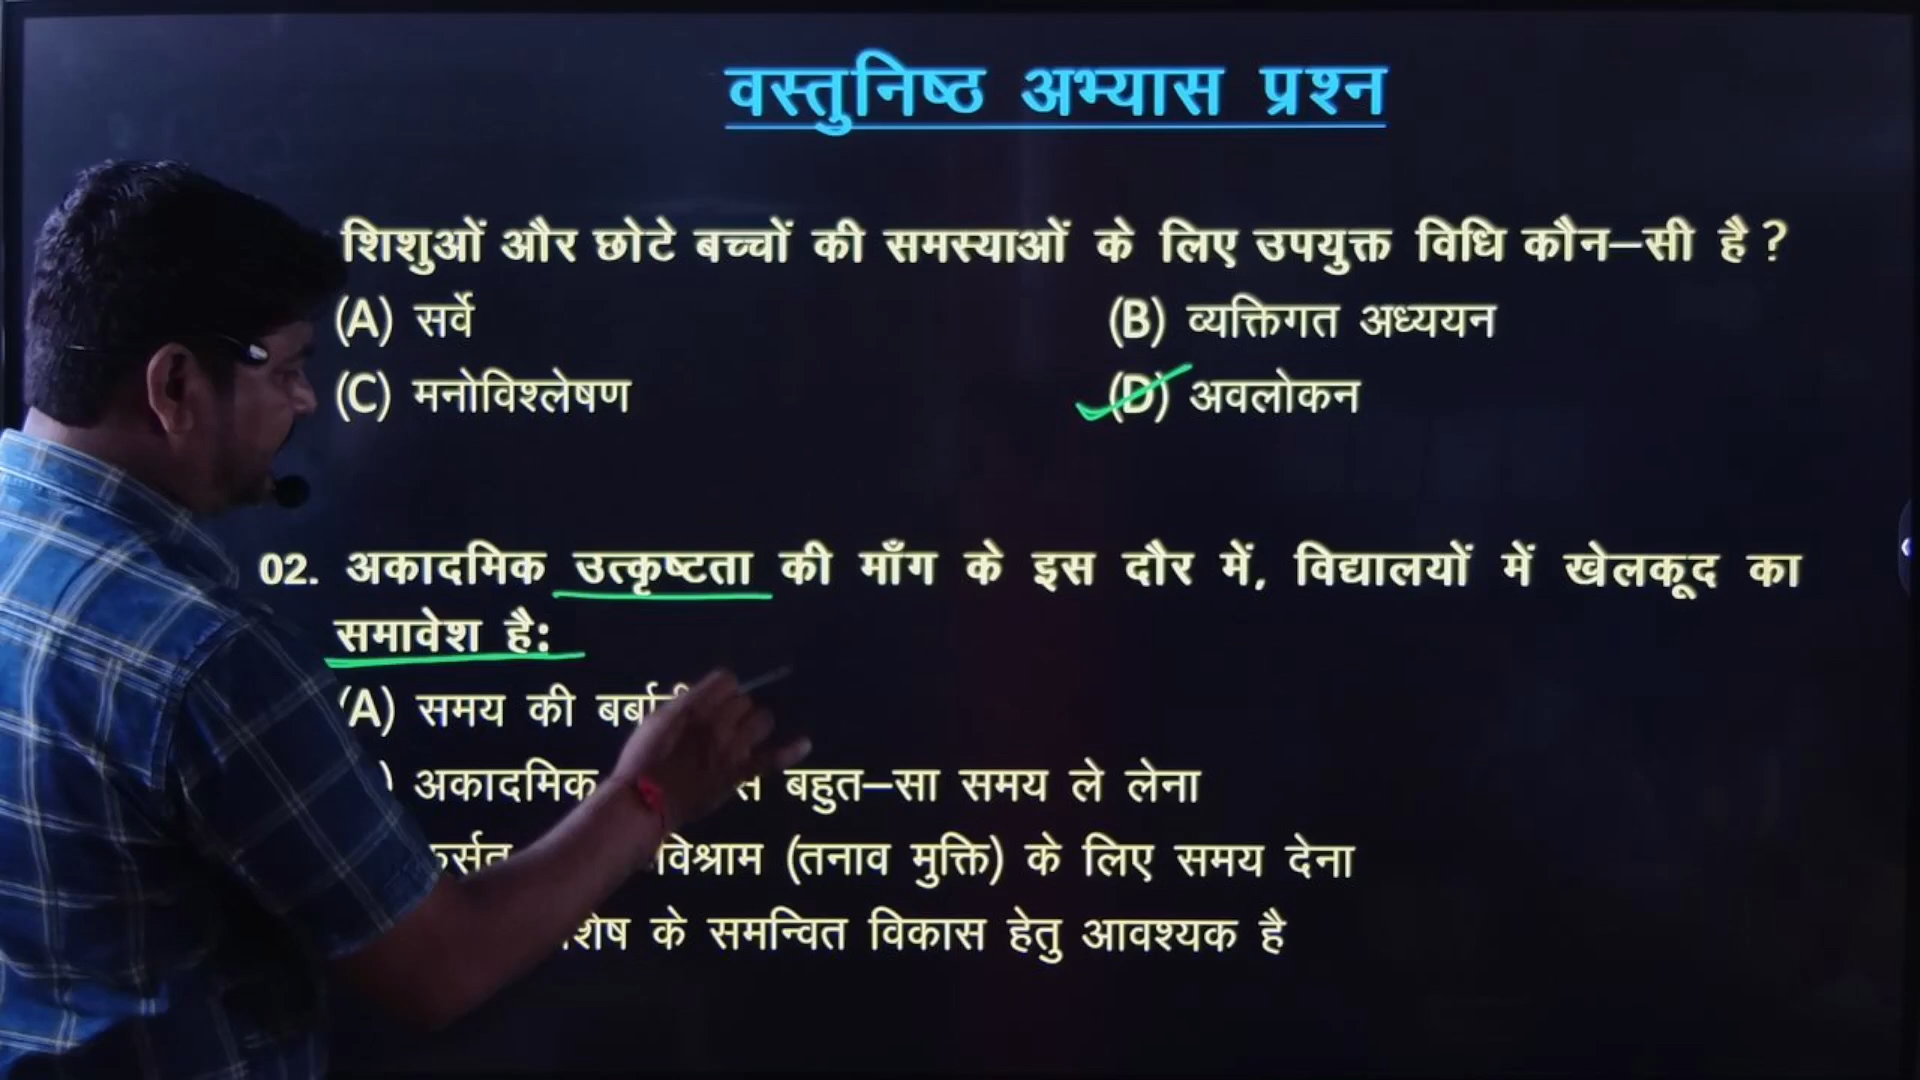 वस्तुनिष्ठ अभ्यास प्रश्न
शिशुओं और छोटे बच्चों की समस्याओं के लिए उपयुक्त विधि कौन–सी है ?
(A) सर्वे (B) व्यक्तिगत अध्ययन
(C) मनोविश्लेषण (D) अवलोकन
02. अकादमिक उत्कृष्टता की माँग के इस दौर में, विद्यालयों में खेलकूद का
समावेश है:
(A) समय की
अकादमिक बहुत–सा समय ले लेना
विश्राम (तनाव मुक्ति) के लिए समय देना
के समन्वित विकास हेतु आवश्यक है